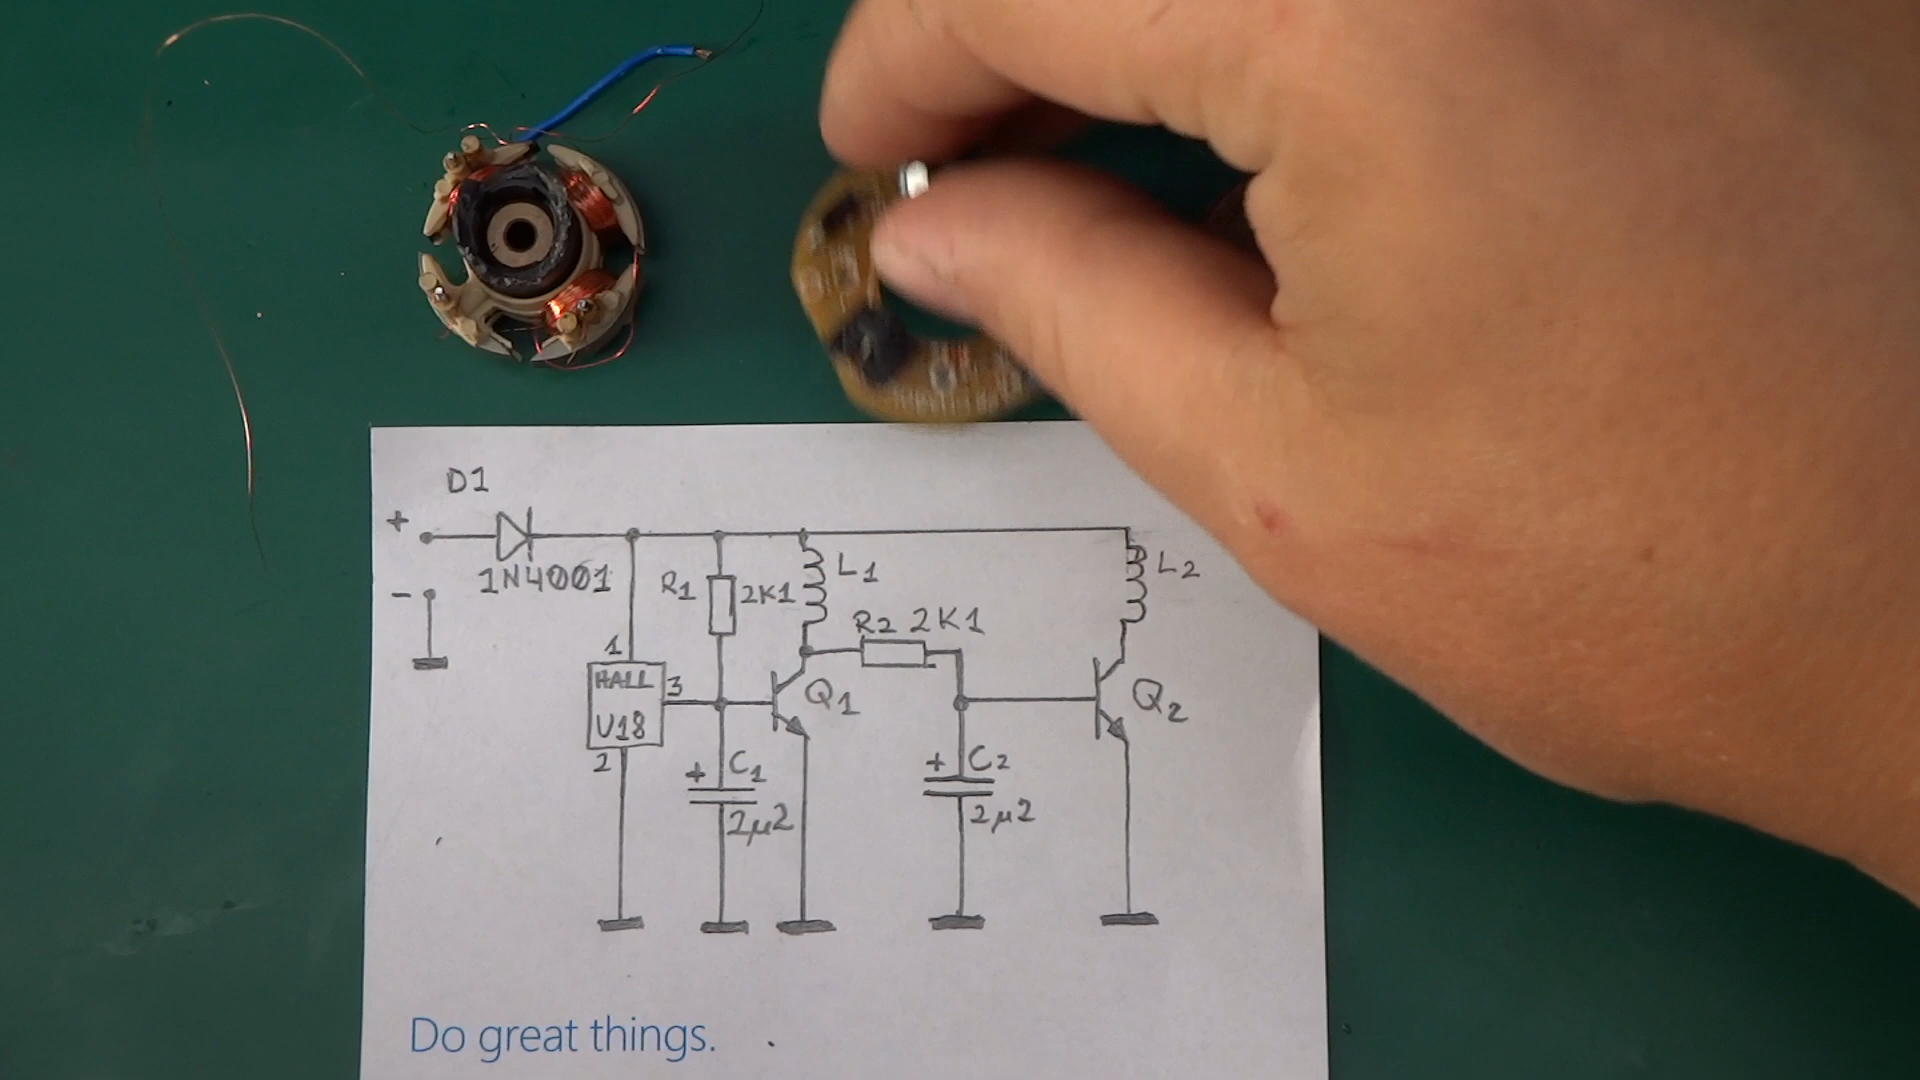 D1
+
1N4001
-
R1 2K1
L1
L2
R2 2K1
1
HALL
U18
3
2
Q1
Q2
+ C1
2μ2
+ C2
2μ2
Do great things.